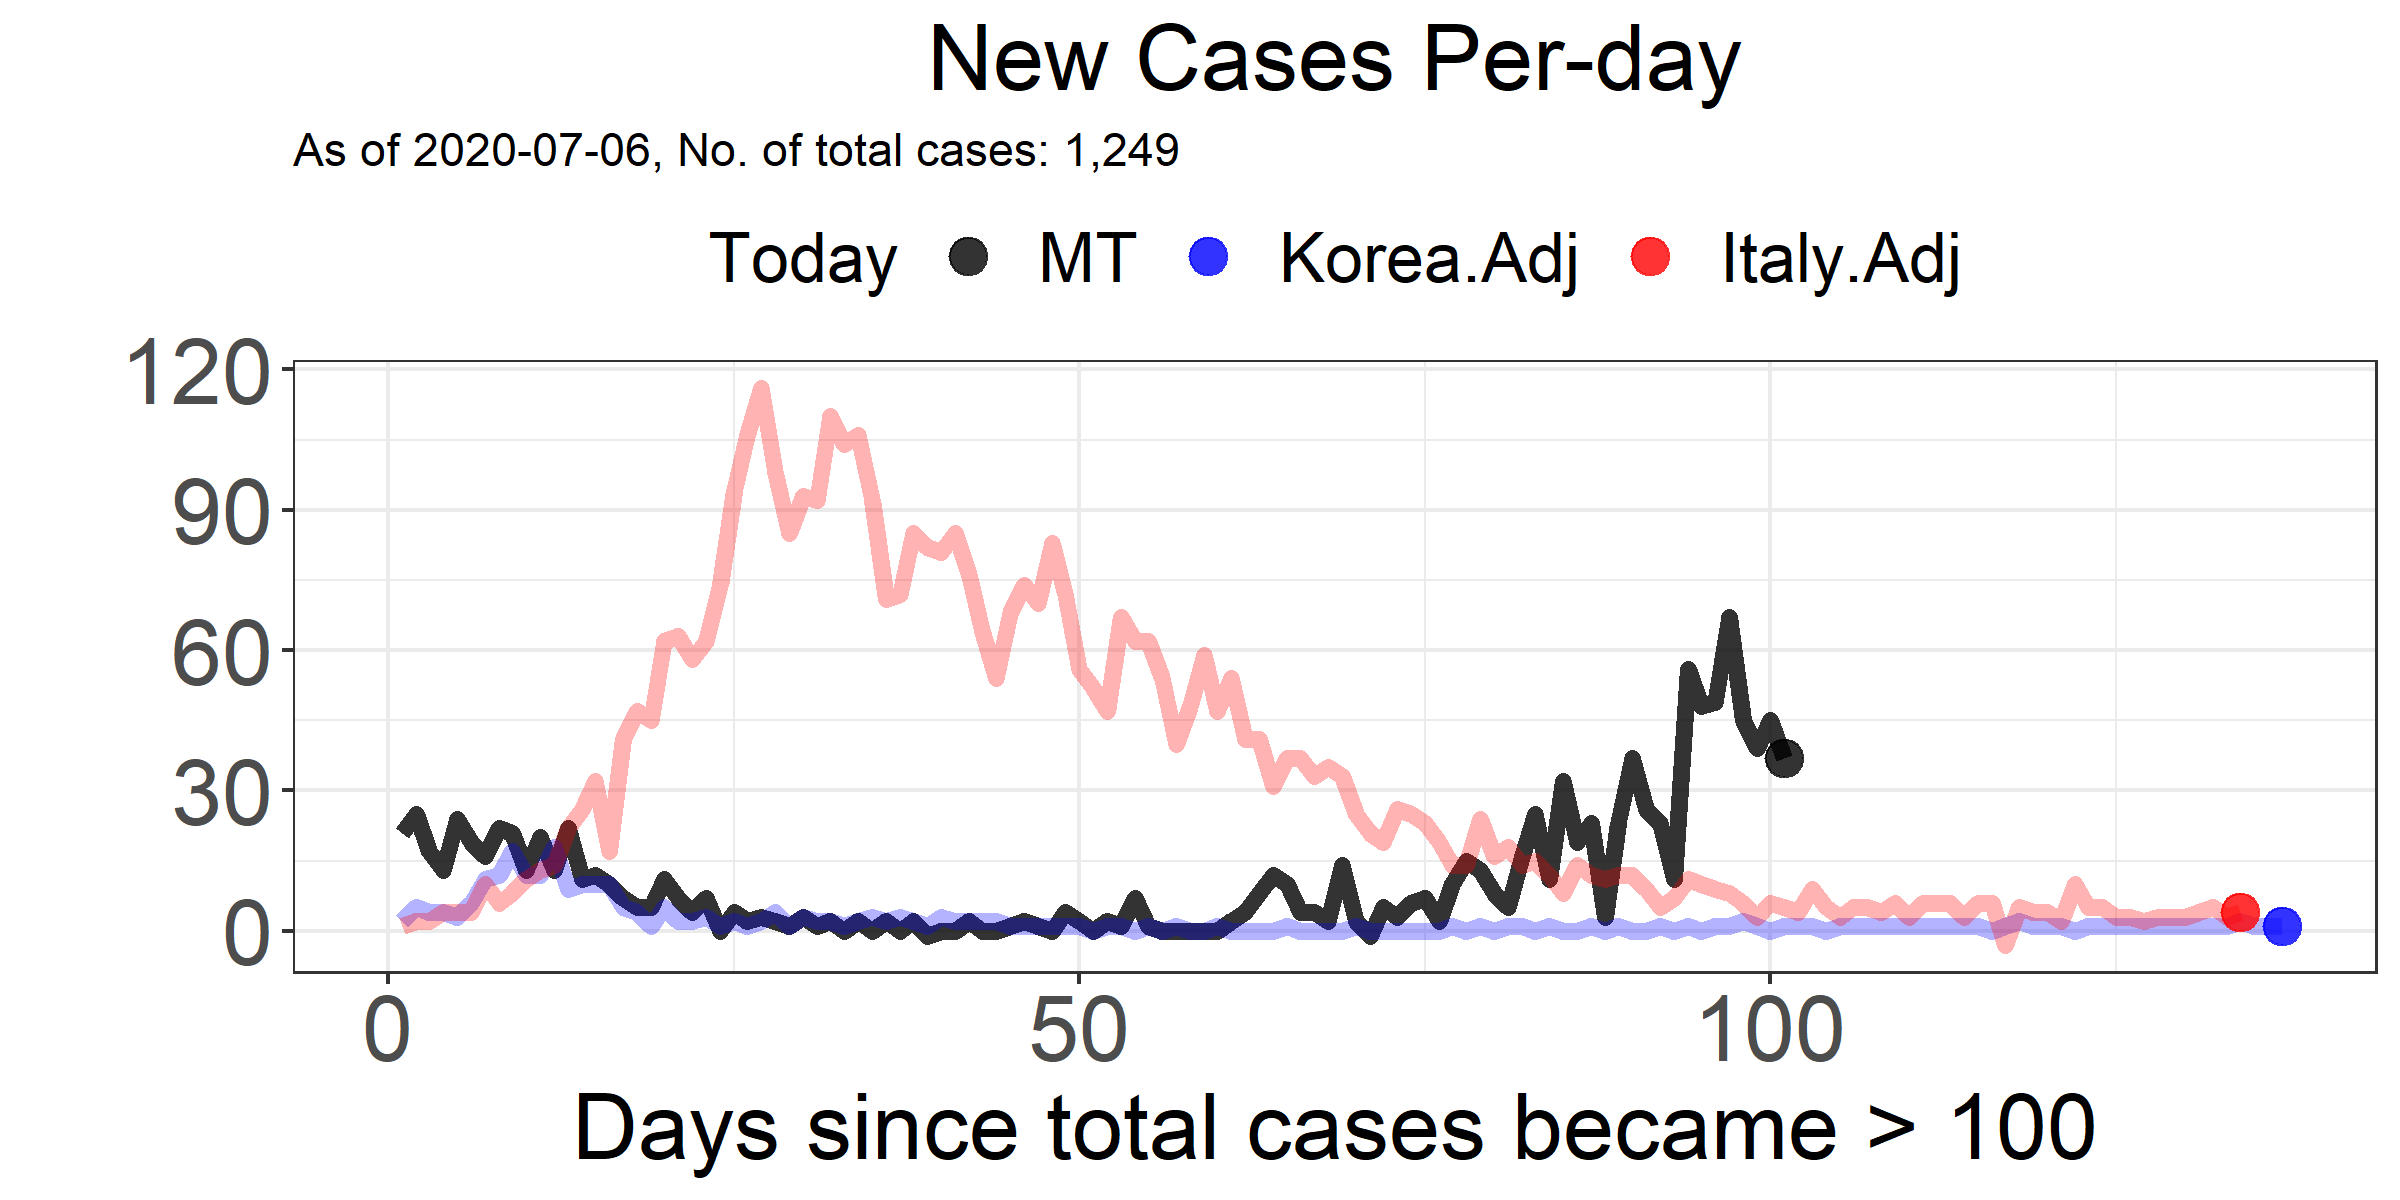 New Cases Per-day
As of 2020-07-06, No. of total cases: 1,249
Today MT Korea.Adj Italy.Adj
120
90
60
30
0
0 50 100
Days since total cases became > 100